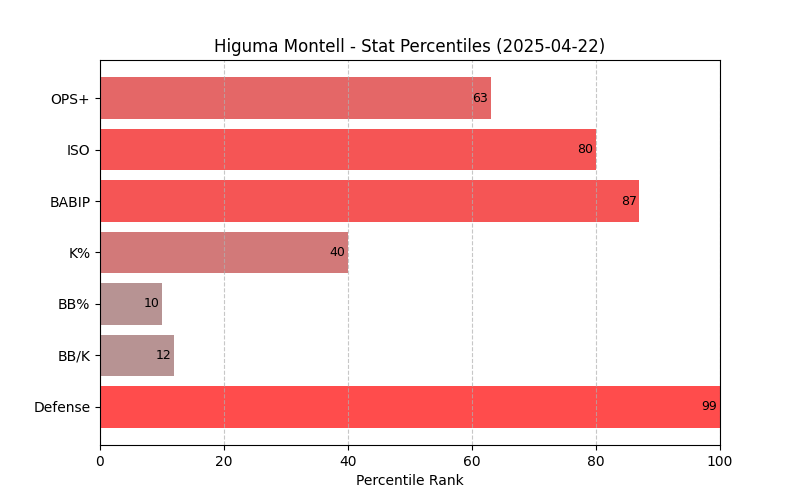 Higuma Montell - Stat Percentiles (2025-04-22)
OPS+
63
ISO
80
BABIP
87
K%
40
BB%
10
BB/K
12
Defense
99
0 20 40 60 80 100
Percentile Rank